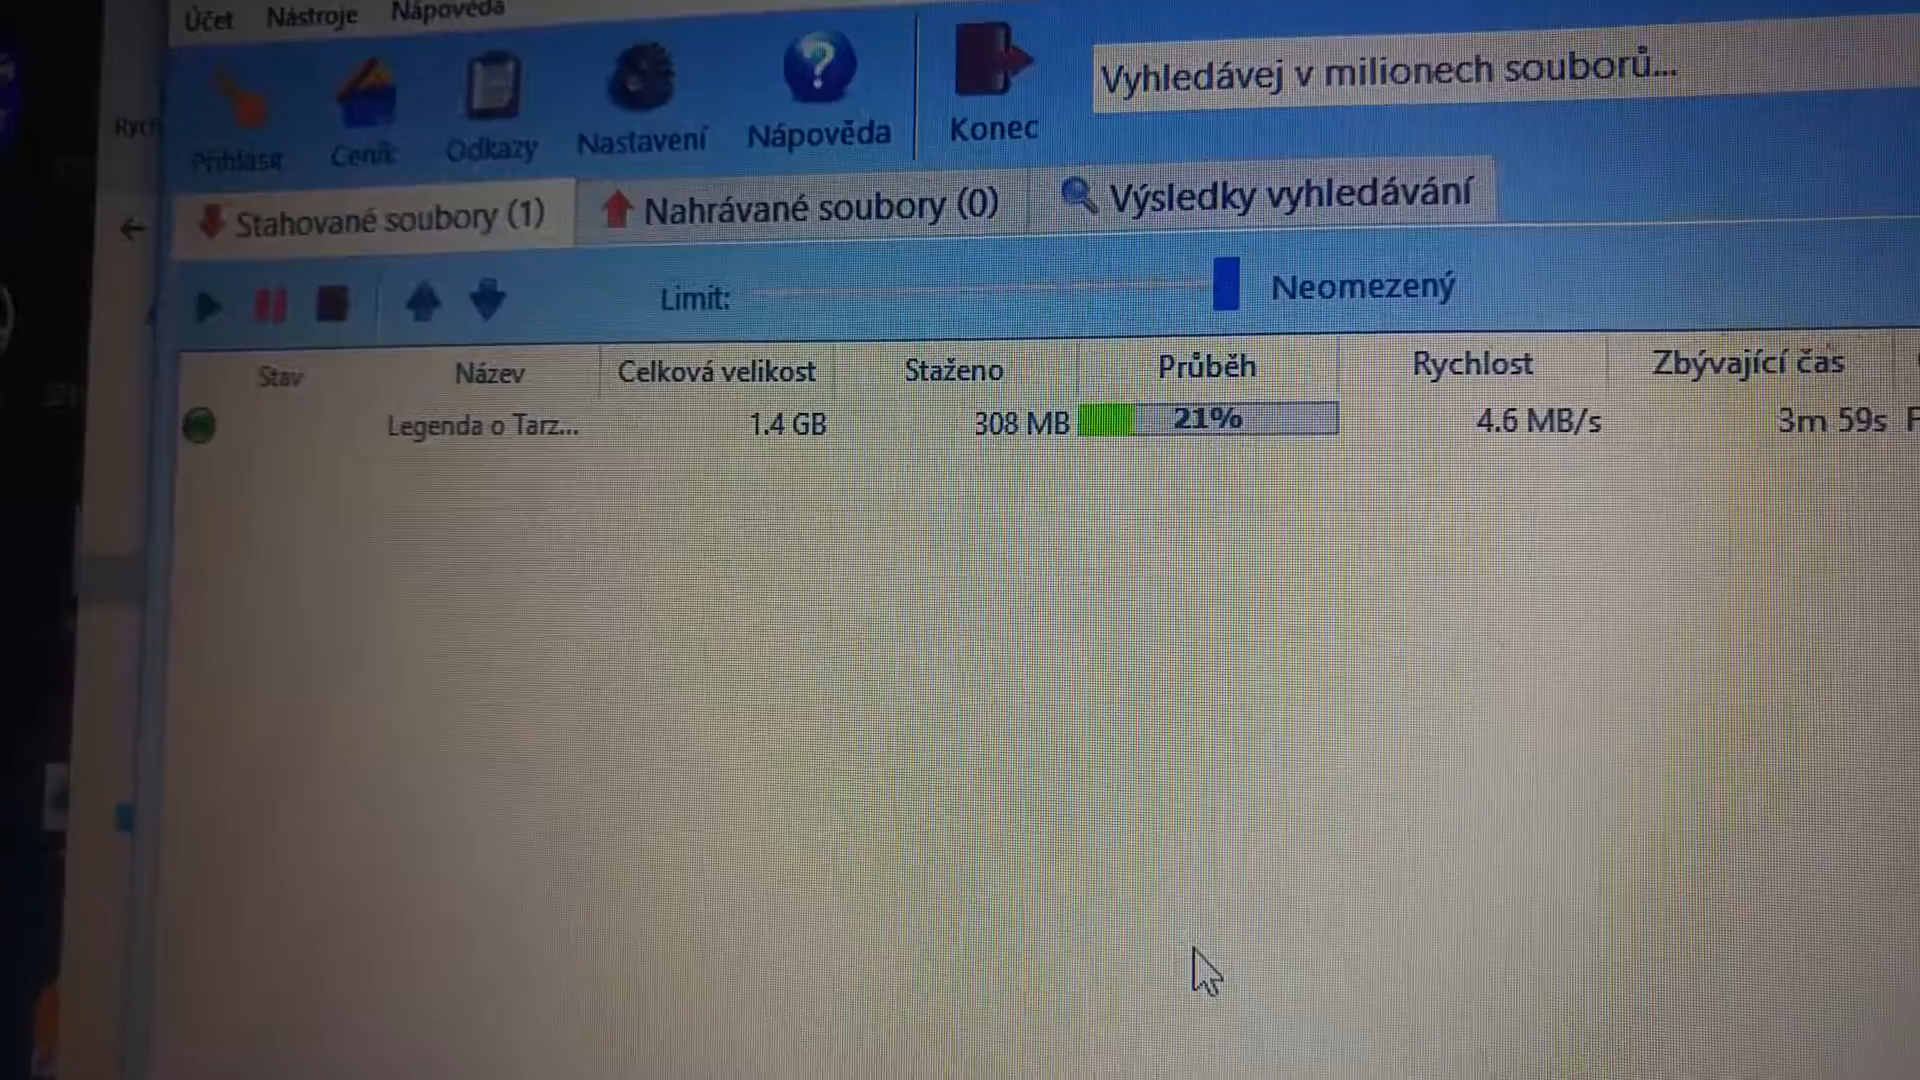 Účet Nástroje Nápověda
Rych
Přihlásit Ceník Odkazy Nastavení Nápověda Konec Vyhledávej v milionech souborů...
Stahované soubory (1) Nahrávané soubory (0) Výsledky vyhledávání
Limit: Neomezený
Stav Název Celková velikost Staženo Průběh Rychlost Zbývající čas
Legenda o Tarz... 1.4 GB 308 MB 21% 4.6 MB/s 3m 59s